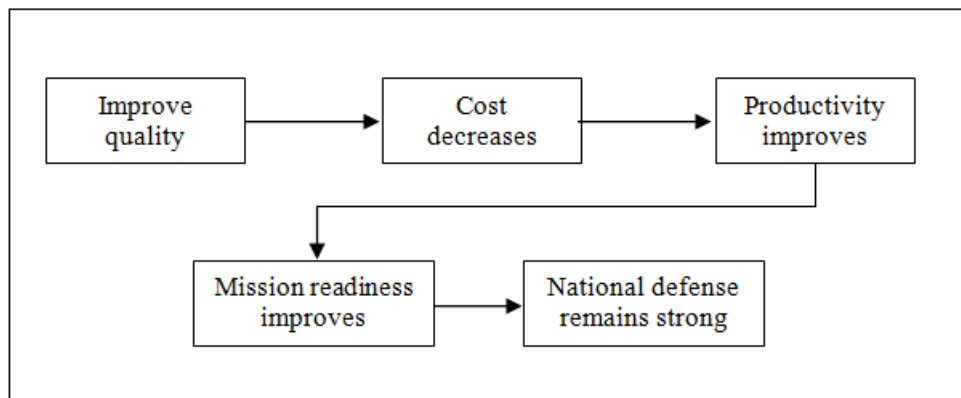 Improve
quality
Cost
decreases
Productivity
improves
Mission readiness
improves
National defense
remains strong